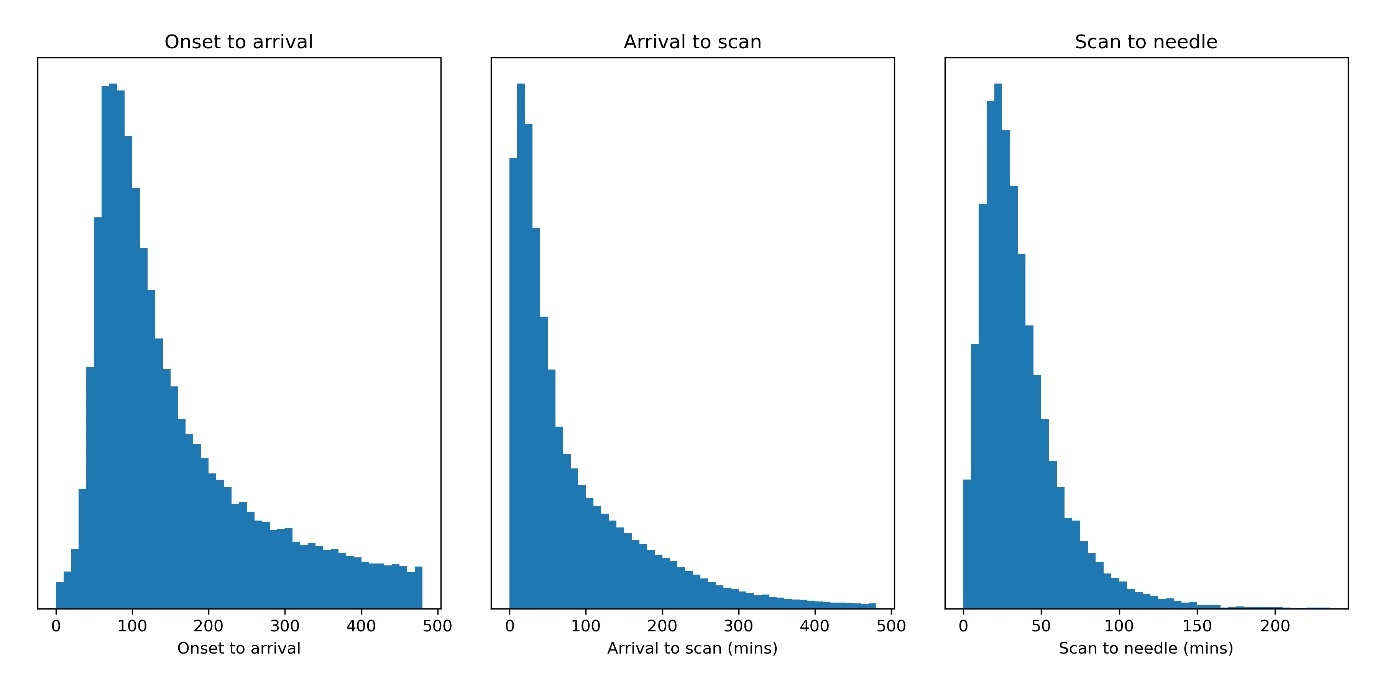 Onset to arrival
Arrival to scan
Scan to needle
0 100 200 300 400 500
0 100 200 300 400 500
0 50 100 150 200
Onset to arrival
Arrival to scan (mins)
Scan to needle (mins)